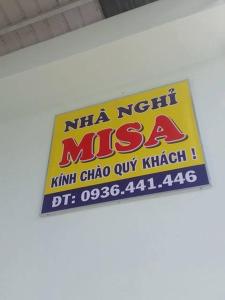 NHÀ NGHỈ
MISA
KÍNH CHÀO QUÝ KHÁCH !
ĐT: 0936.441.446